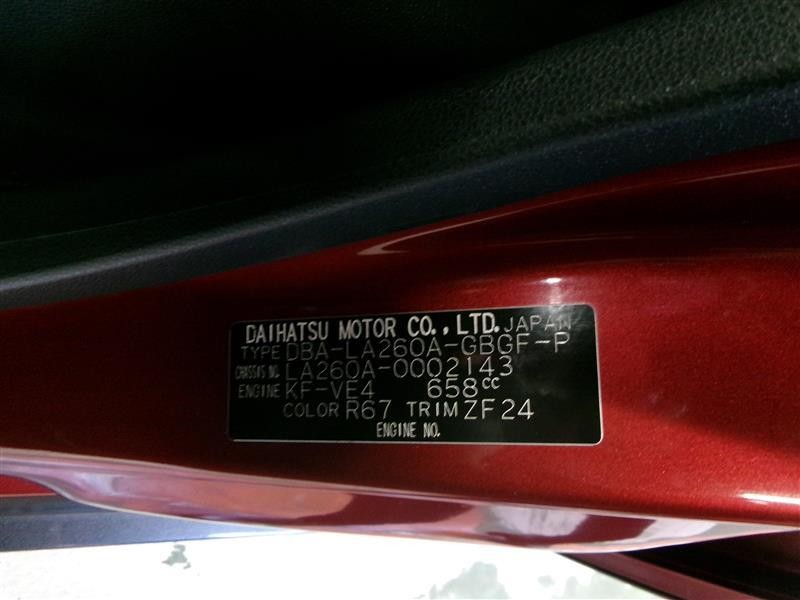 DAIHATSU MOTOR CO., LTD. JAPAN
TYPE DBA-LA260A-GBGF-P
CHASSIS NO. LA260A-0002143
ENGINE KF-VE4 658cc
COLOR R67 TRIM ZF24
ENGINE NO.